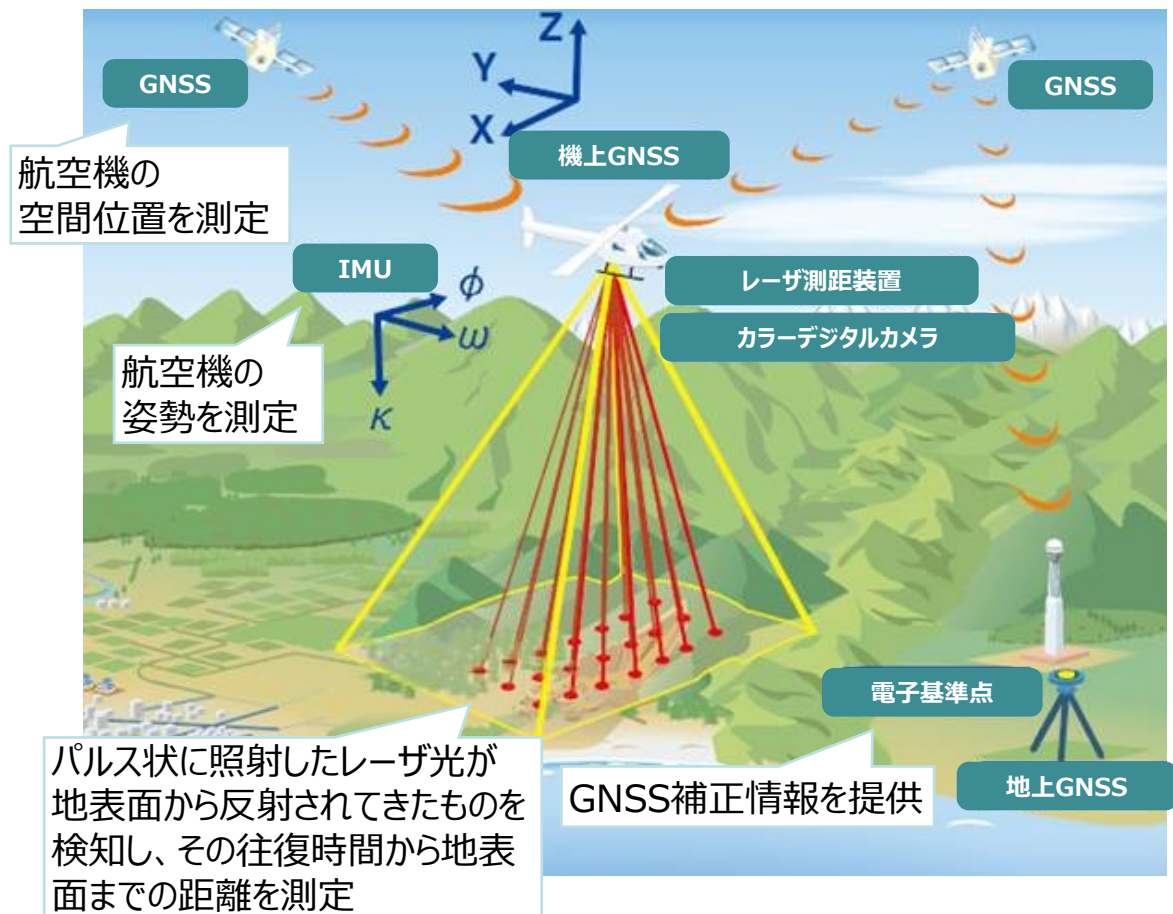 Z
Y
X
GNSS
GNSS
機上GNSS
航空機の
空間位置を測定
IMU
レーザ測距装置
φ
ω
κ
カラーデジタルカメラ
航空機の
姿勢を測定
電子基準点
パルス状に照射したレーザ光が
地表面から反射されてきたものを
検知し、その往復時間から地表
面までの距離を測定
GNSS補正情報を提供
地上GNSS